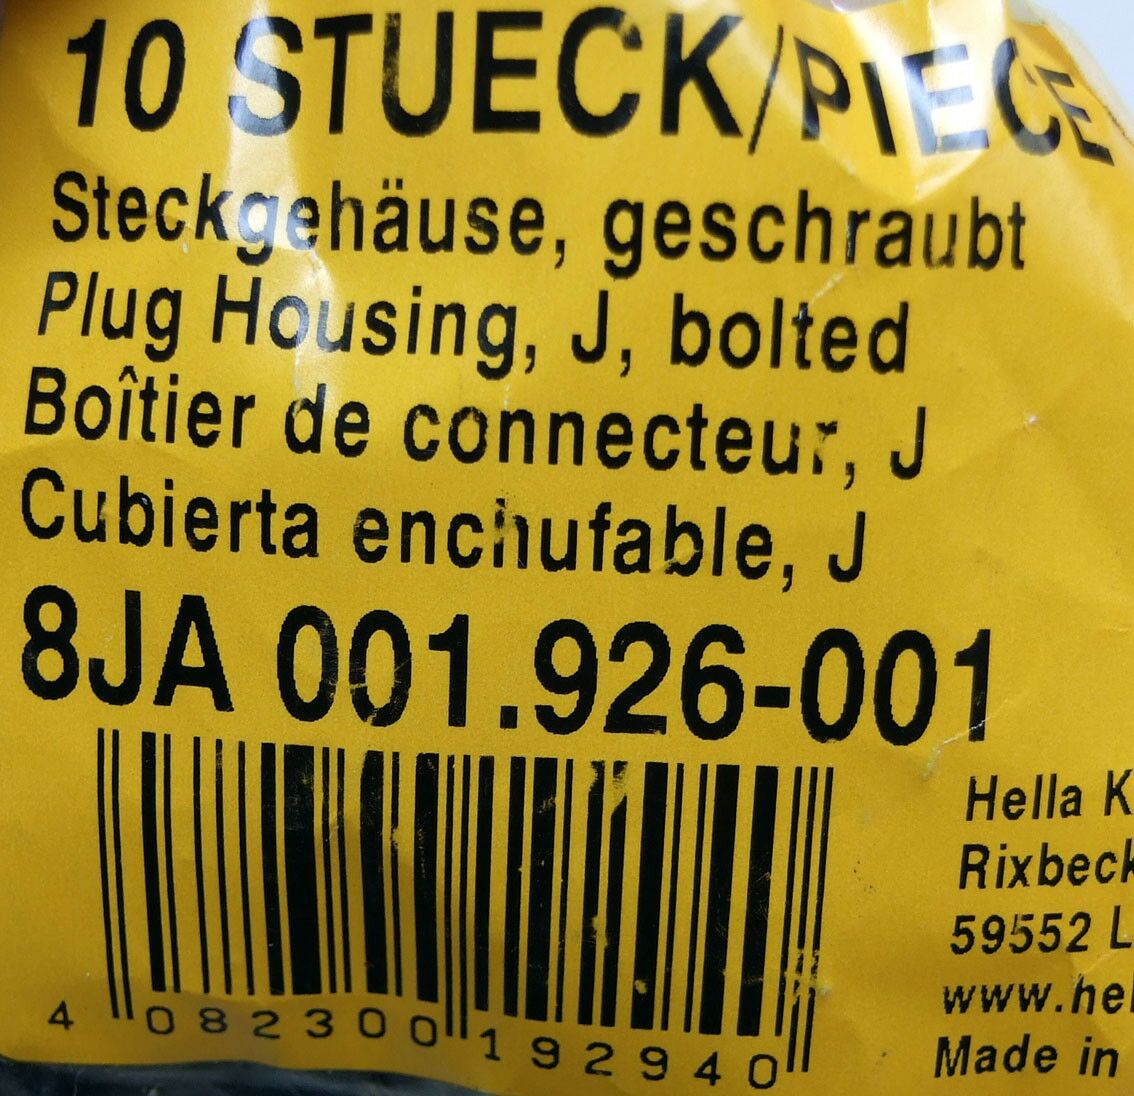 10 STUECK/PIECE
Steckgehäuse, geschraubt
Plug Housing, J, bolted
Boîtier de connecteur, J
Cubierta enchufable, J
8JA 001.926-001
Hella K
Rixbeck
59552 L
www.hel
Made in
4 082300 192940